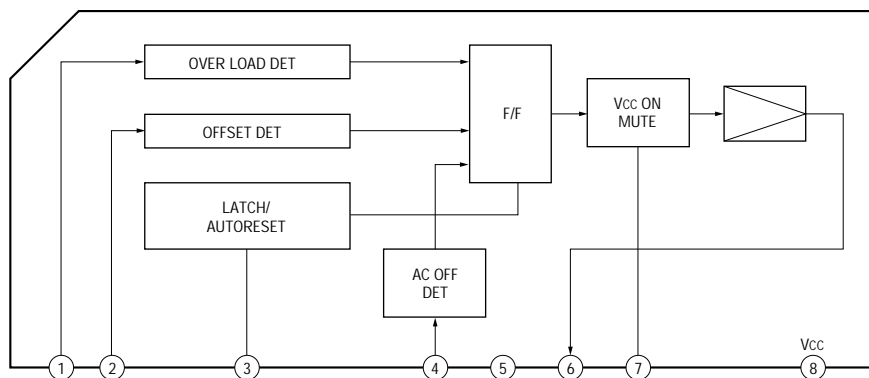 OVER LOAD DET
F/F
VCC ON
MUTE
OFFSET DET
LATCH/
AUTORESET
AC OFF
DET
VCC
1
2
3
4
5
6
7
8